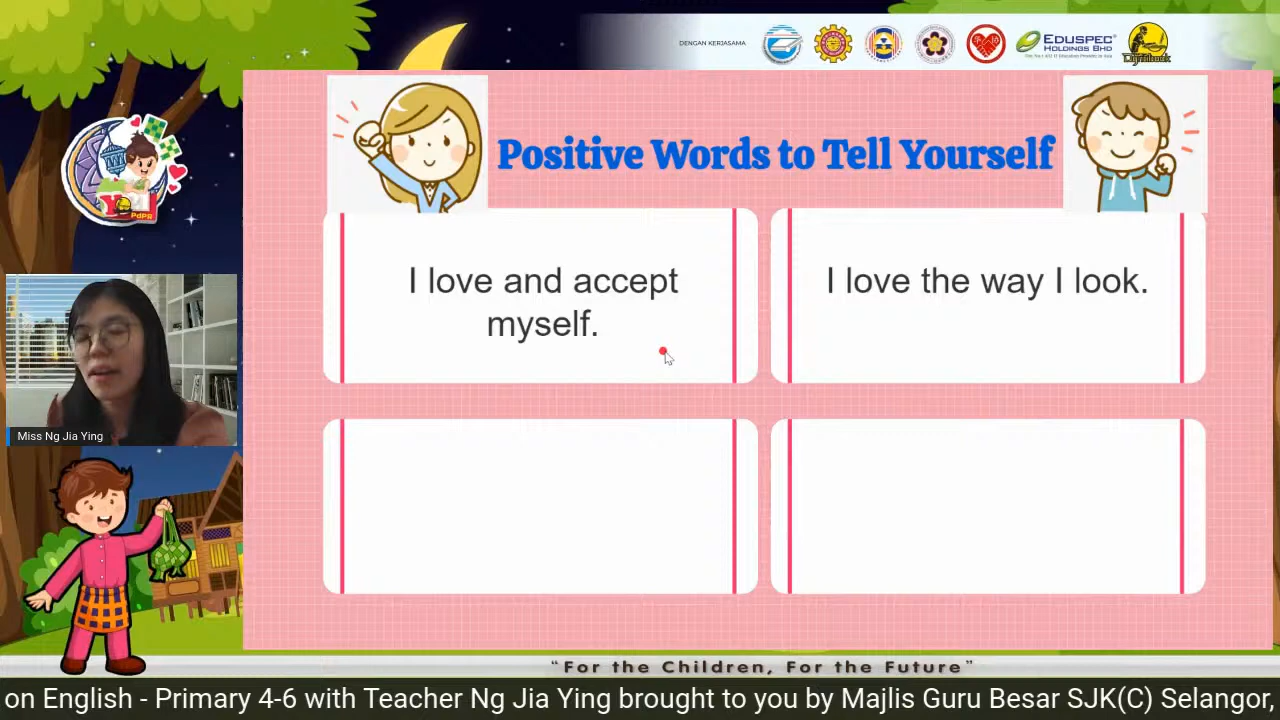 DENGAN KERJASAMA
EDUSPEC
HOLDINGS BHD
PdPR
Positive Words to Tell Yourself
I love and accept
myself.
I love the way I look.
Miss Ng Jia Ying
“For the Children, For the Future”
on English - Primary 4-6 with Teacher Ng Jia Ying brought to you by Majlis Guru Besar SJK(C) Selangor,